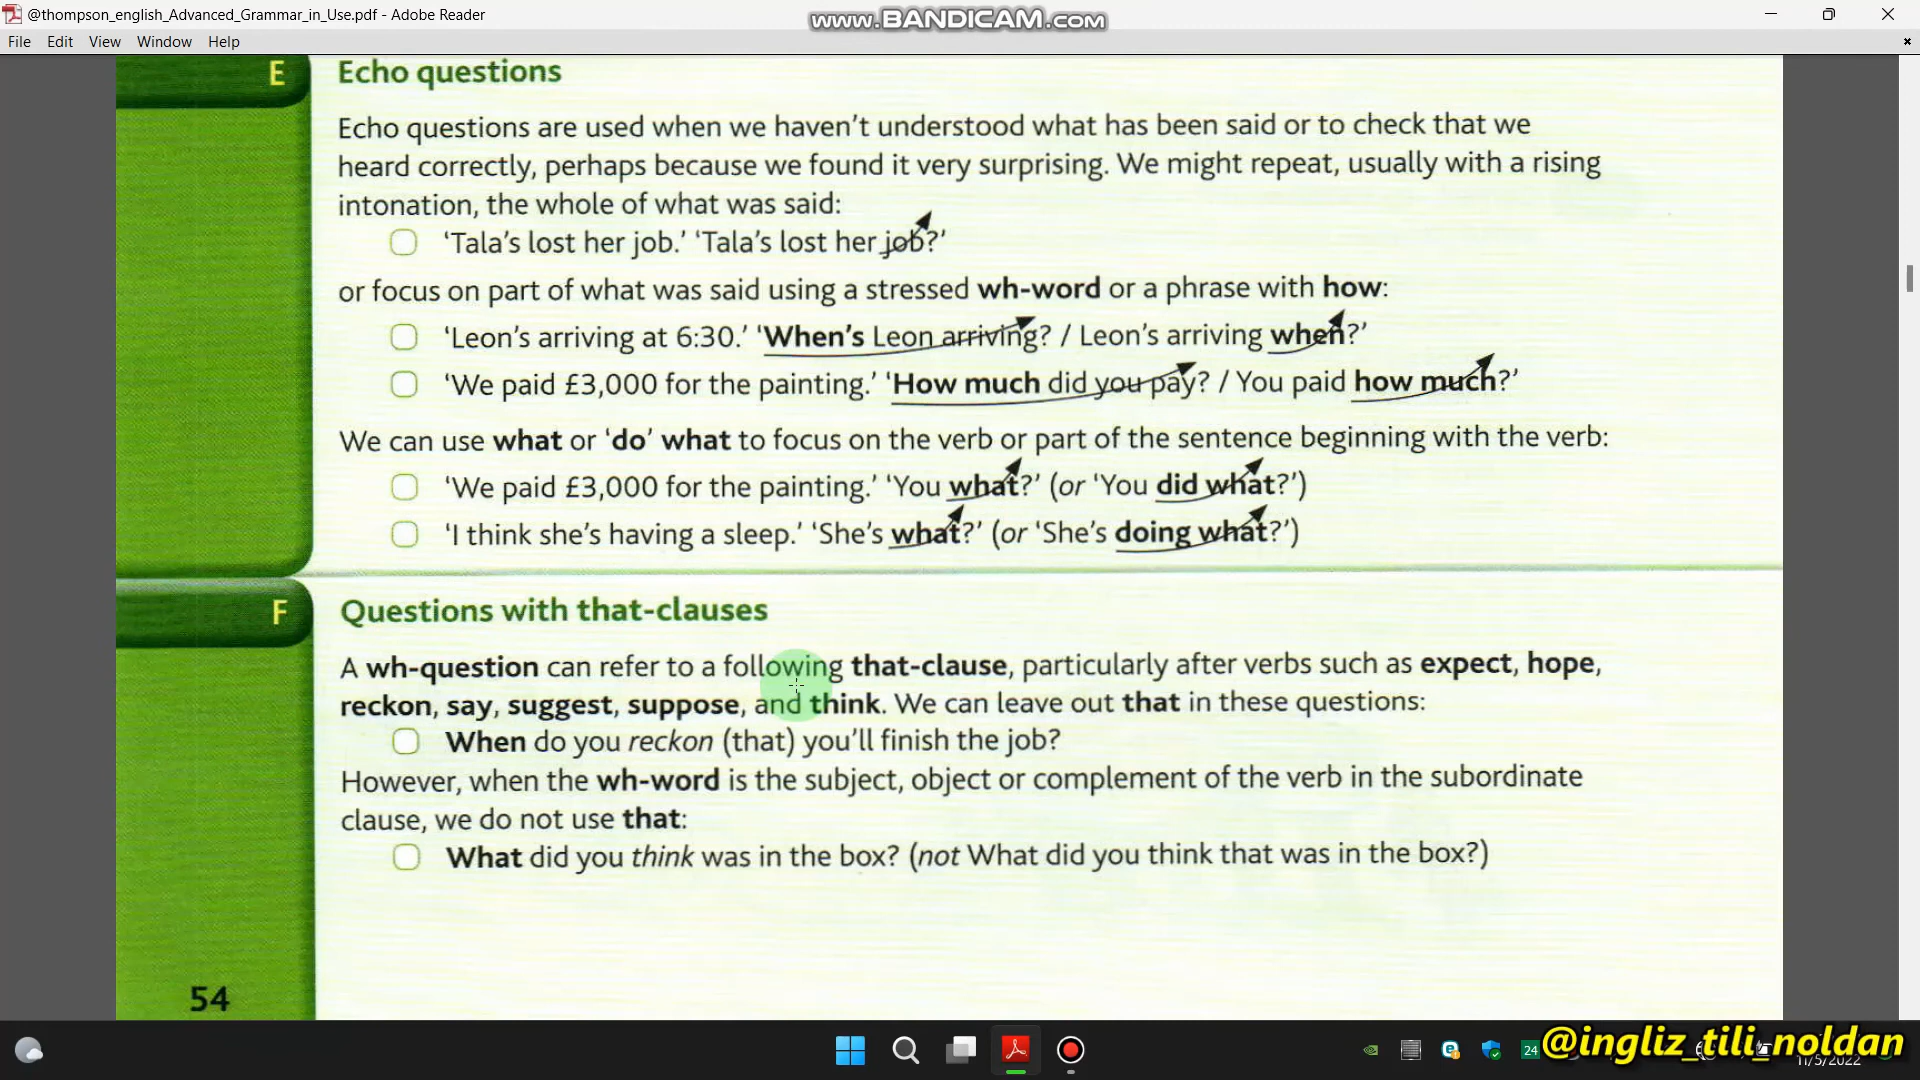 @thompson_english_Advanced_Grammar_in_Use.pdf - Adobe Reader
www.BANDICAM.com
File Edit View Window Help
E Echo questions
Echo questions are used when we haven't understood what has been said or to check that we
heard correctly, perhaps because we found it very surprising. We might repeat, usually with a rising
intonation, the whole of what was said:
'Tala's lost her job.' 'Tala's lost her job?'
or focus on part of what was said using a stressed wh-word or a phrase with how:
'Leon's arriving at 6:30.' 'When's Leon arriving? / Leon's arriving when?'
'We paid £3,000 for the painting.' 'How much did you pay? / You paid how much?'
We can use what or 'do' what to focus on the verb or part of the sentence beginning with the verb:
'We paid £3,000 for the painting.' 'You what?' (or 'You did what?')
'I think she's having a sleep.' 'She's what?' (or 'She's doing what?')
F Questions with that-clauses
A wh-question can refer to a following that-clause, particularly after verbs such as expect, hope,
reckon, say, suggest, suppose, and think. We can leave out that in these questions:
When do you reckon (that) you'll finish the job?
However, when the wh-word is the subject, object or complement of the verb in the subordinate
clause, we do not use that:
What did you think was in the box? (not What did you think that was in the box?)
54
24
@ingliz_tili_noldan
11/5/2022